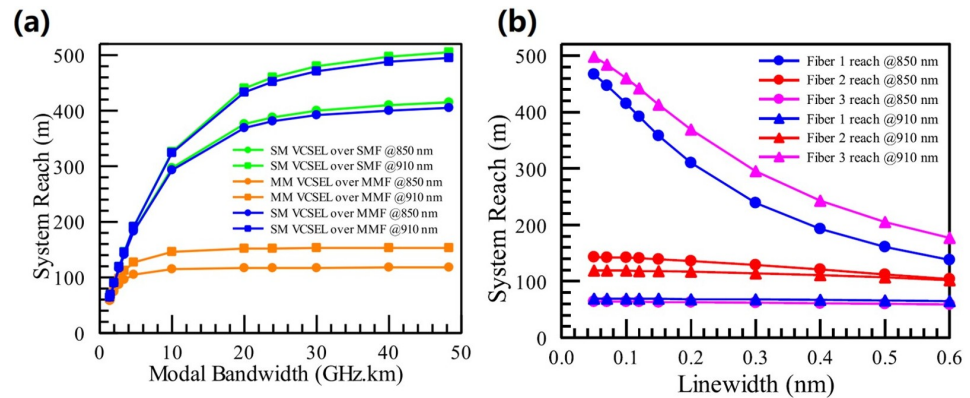 (a)
500
400
300
200
100
0
System Reach (m)
SM VCSEL over SMF @850 nm
SM VCSEL over SMF @910 nm
MM VCSEL over MMF @850 nm
MM VCSEL over MMF @910 nm
SM VCSEL over MMF @850 nm
SM VCSEL over MMF @910 nm
0 10 20 30 40 50
Modal Bandwidth (GHz.km)
(b)
500
400
300
200
100
0
System Reach (m)
Fiber 1 reach @850 nm
Fiber 2 reach @850 nm
Fiber 3 reach @850 nm
Fiber 1 reach @910 nm
Fiber 2 reach @910 nm
Fiber 3 reach @910 nm
0.0 0.1 0.2 0.3 0.4 0.5 0.6
Linewidth (nm)